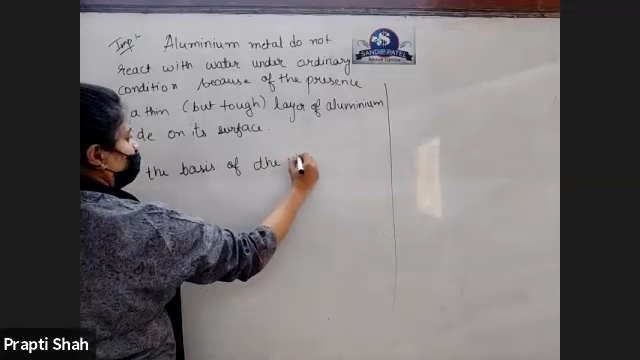 Imp:-
Aluminium metal do not
react with water under ordinary
condition because of the presence
a thin (but tough) layer of aluminium
de on its surface.
the basis of the
SANDIP PATEL
Prapti Shah